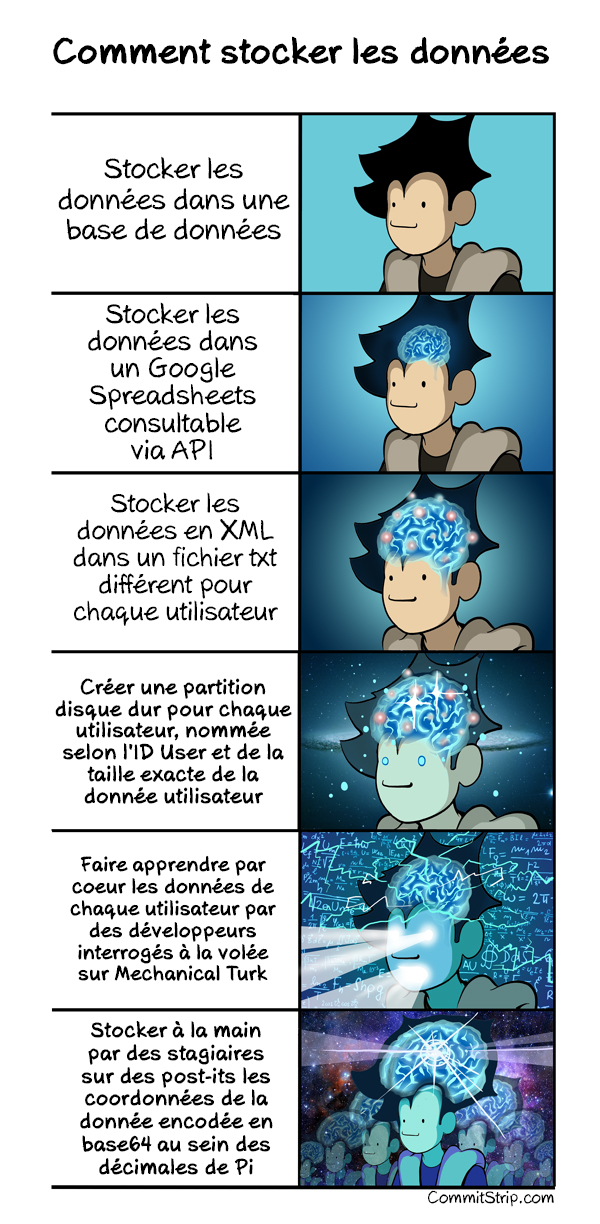 Comment stocker les données
Stocker les
données dans une
base de données
Stocker les
données dans
un Google
Spreadsheets
consultable
via API
Stocker les
données en XML
dans un fichier txt
différent pour
chaque utilisateur
Créer une partition
disque dur pour chaque
utilisateur, nommée
selon l'ID User et de la
taille exacte de la
donnée utilisateur
Faire apprendre par
coeur les données de
chaque utilisateur par
des développeurs
interrogés à la volée
sur Mechanical Turk
Stocker à la main
par des stagiaires
sur des post-its les
coordonnées de la
donnée encodée en
base64 au sein des
décimales de Pi
CommitStrip.com